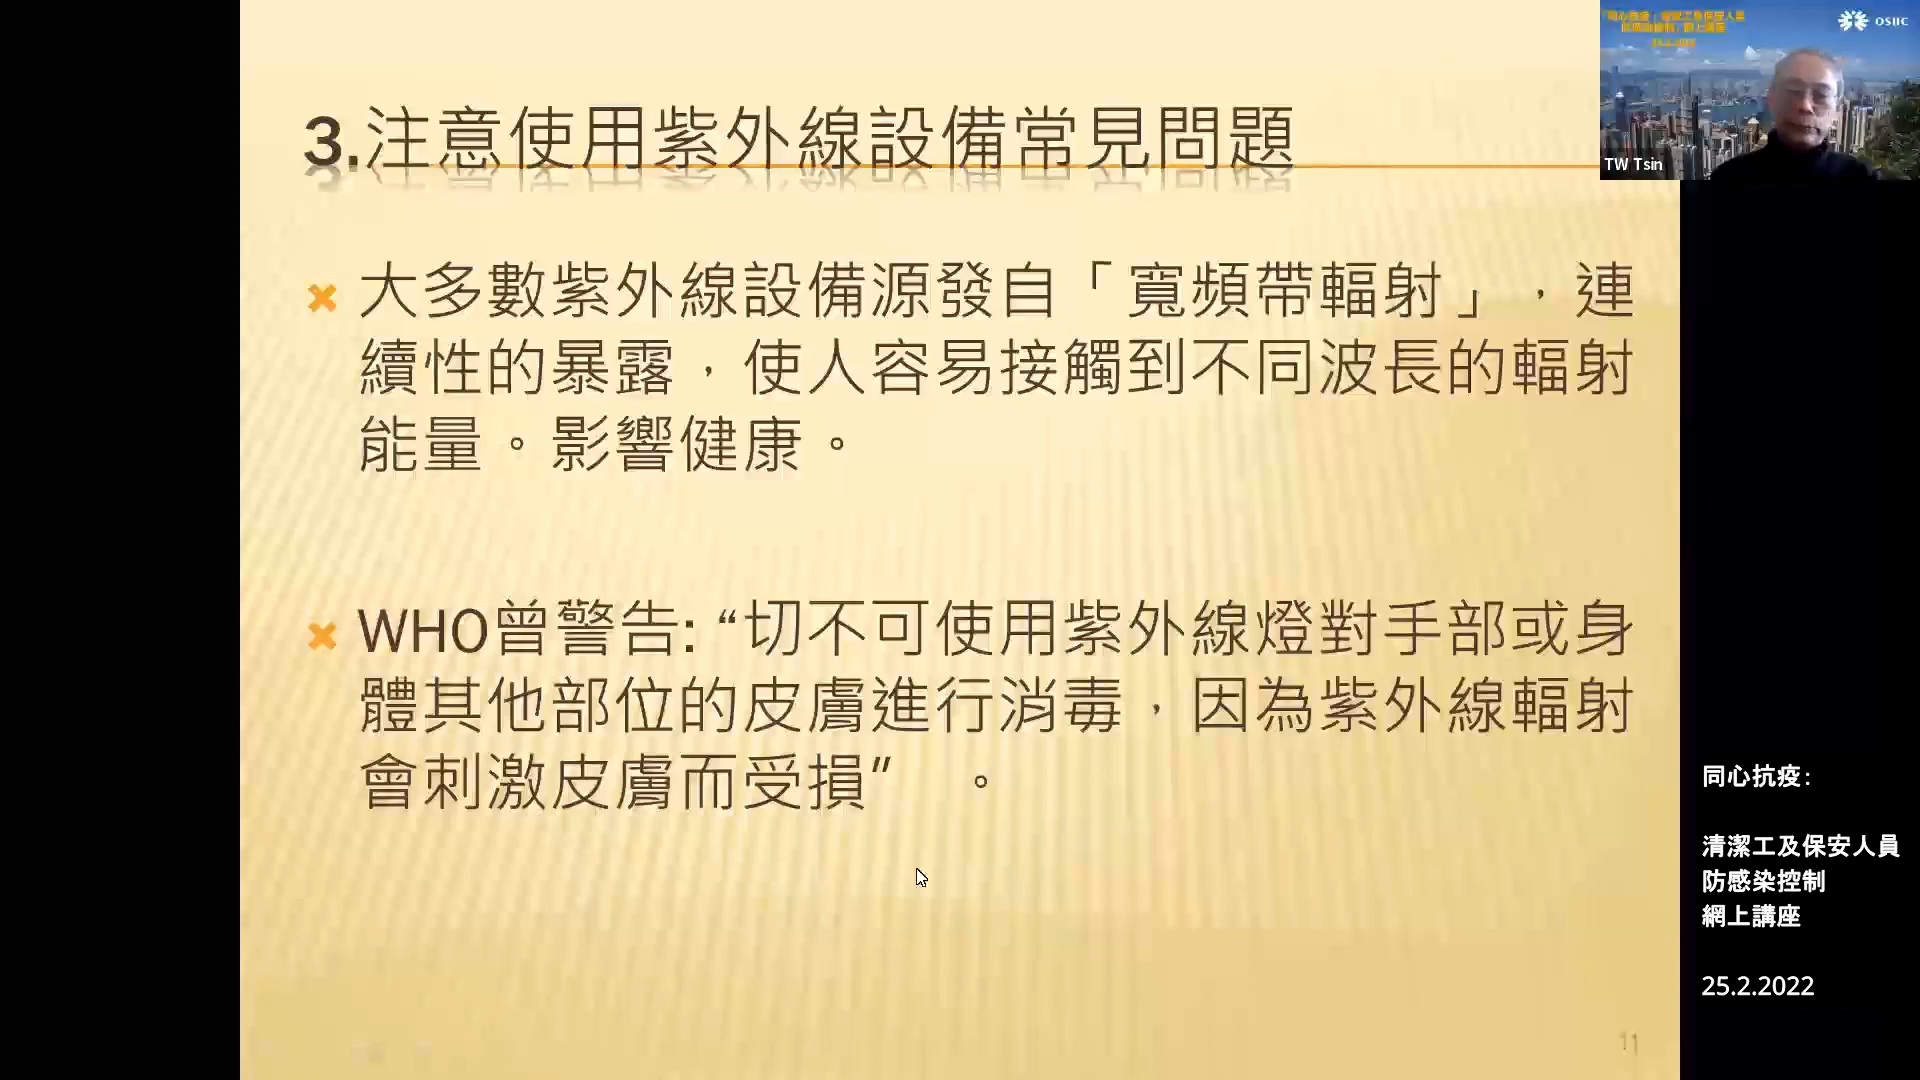 3.注意使用紫外線設備常見問題
大多數紫外線設備源發自「寬頻帶輻射」，連
續性的暴露，使人容易接觸到不同波長的輻射
能量。影響健康。
WHO曾警告: “切不可使用紫外線燈對手部或身
體其他部位的皮膚進行消毒，因為紫外線輻射
會刺激皮膚而受損” 。
11
OSHC
TW Tsin
同心抗疫：
清潔工及保安人員
防感染控制
網上講座
25.2.2022